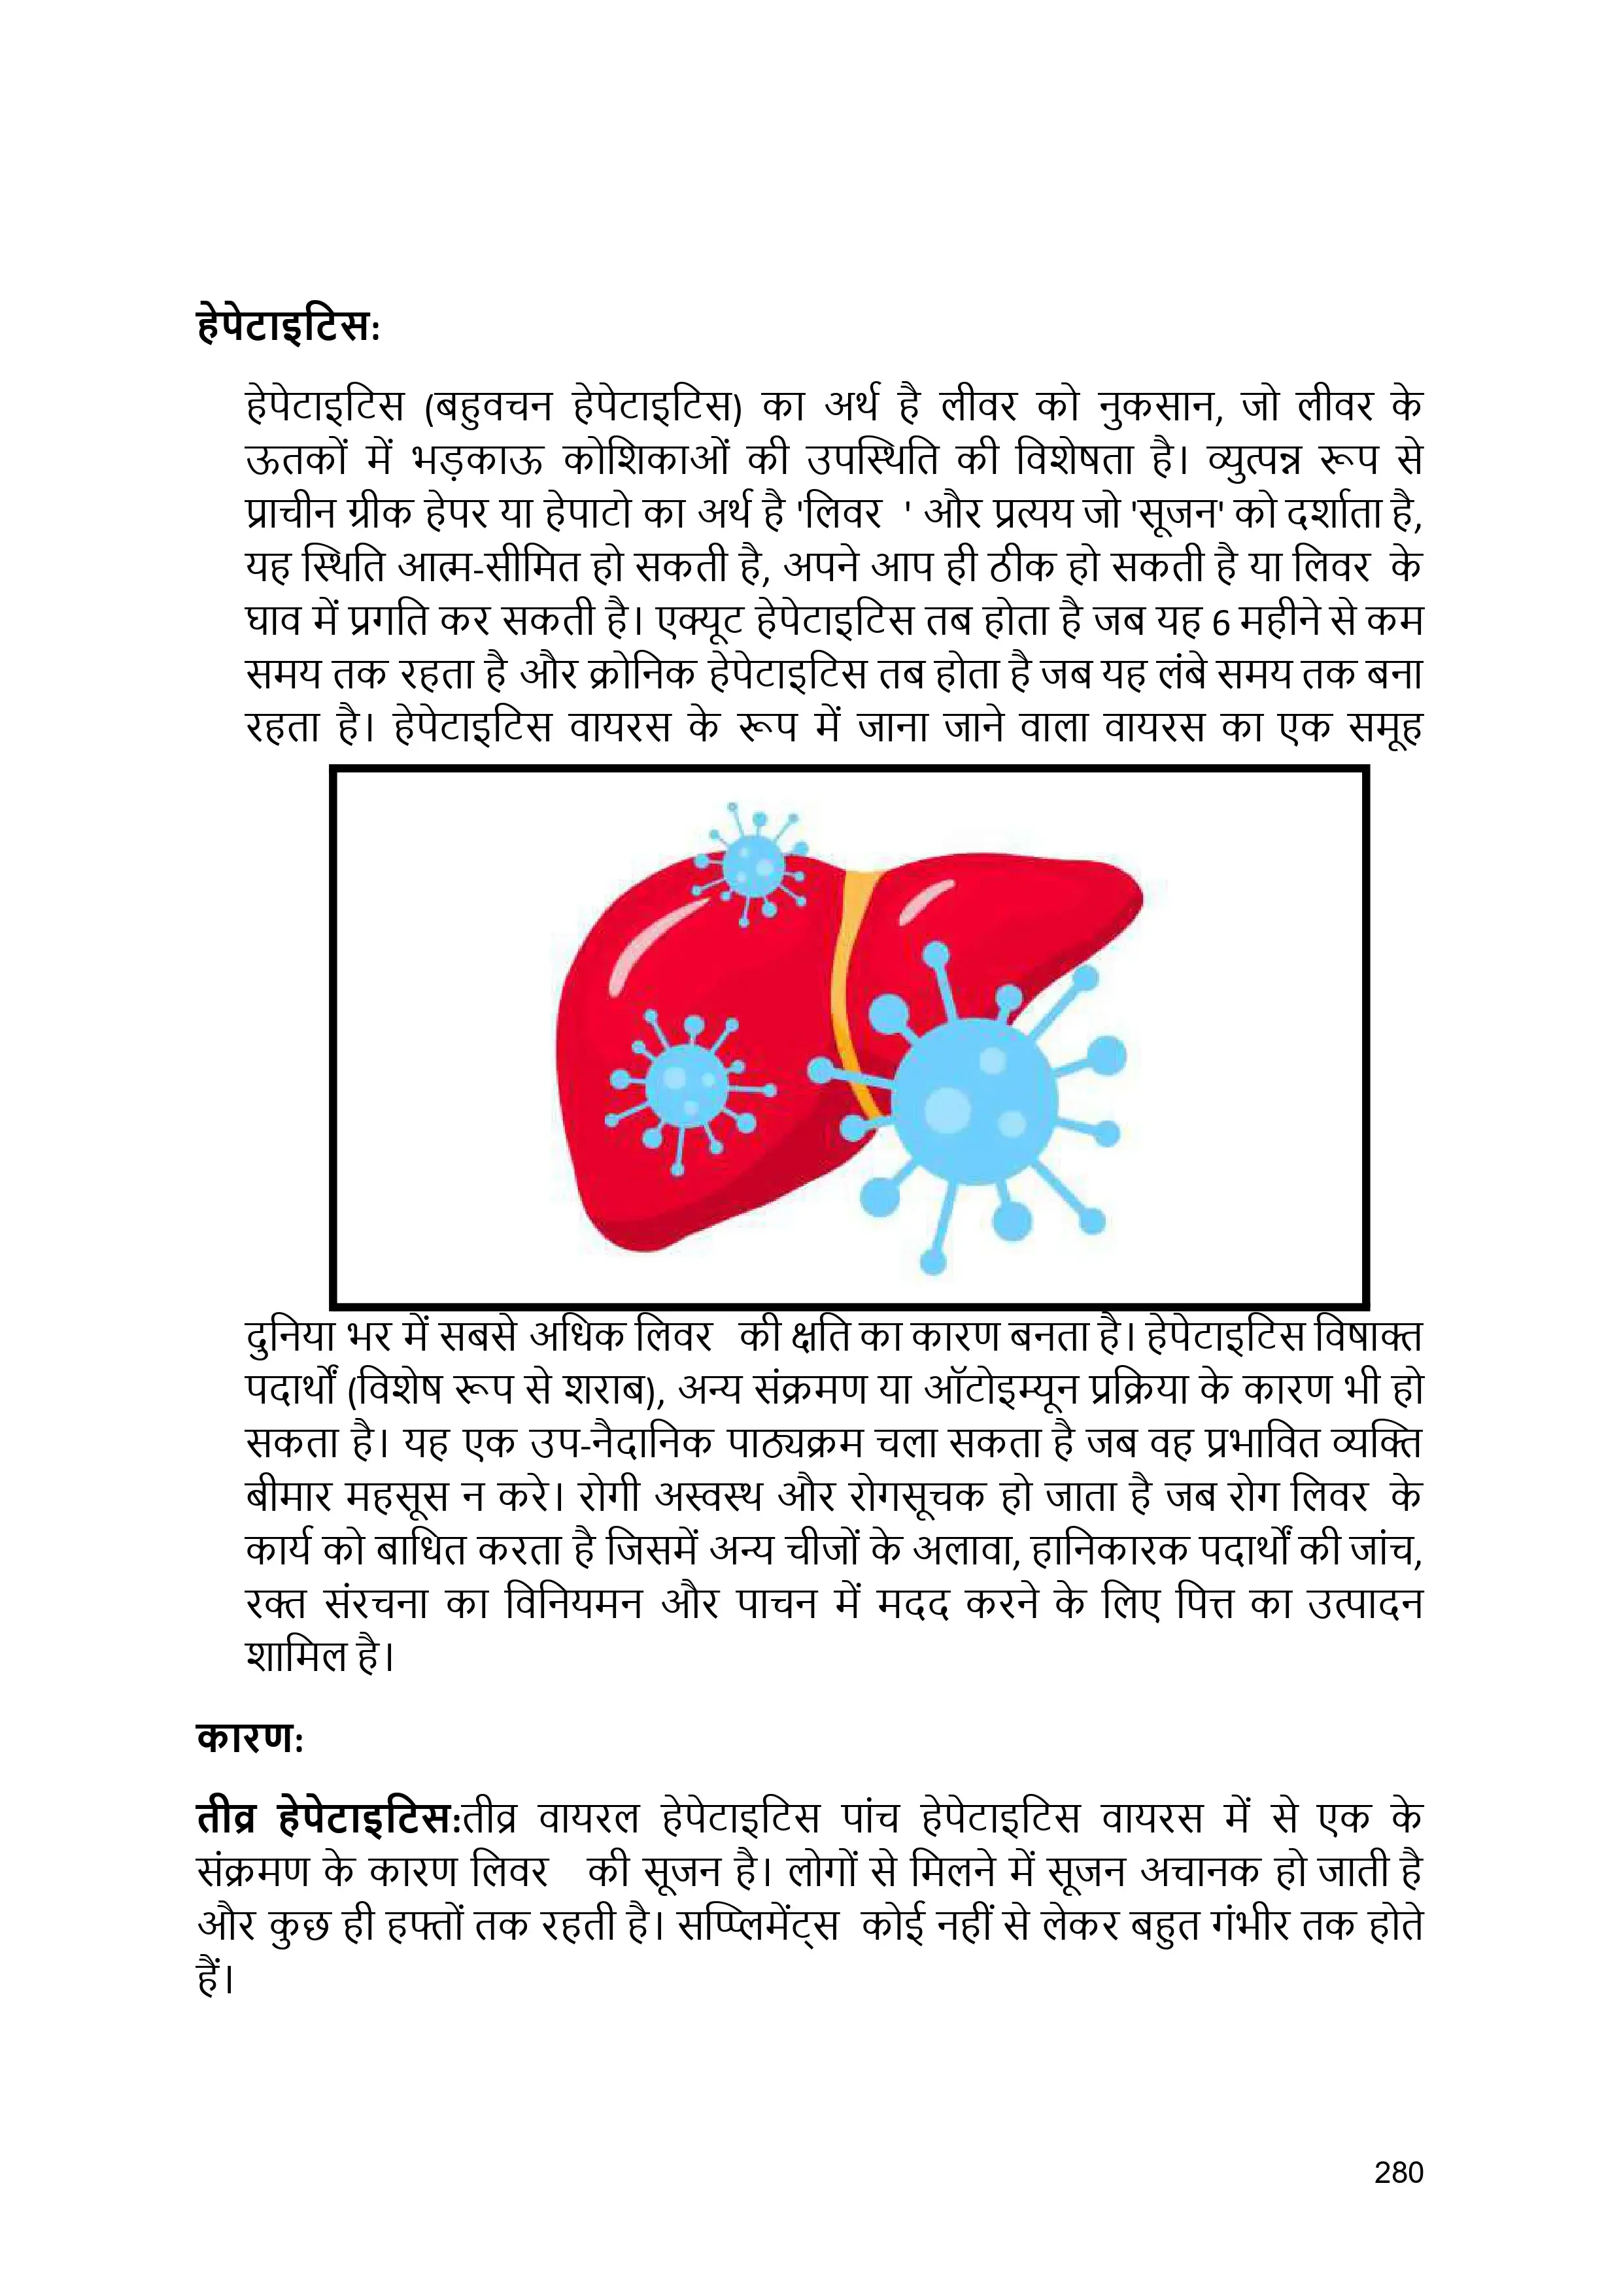 हेपेटाइटिस:
हेपेटाइटिस (बहुवचन हेपेटाइटिस) का अर्थ है लीवर को नुकसान, जो लीवर के
ऊतकों में भड़काऊ कोशिकाओं की उपस्थिति की विशेषता है। व्युत्पन्न रूप से
प्राचीन ग्रीक हेपर या हेपाटो का अर्थ है 'लिवर ' और प्रत्यय जो 'सूजन' को दर्शाता है,
यह स्थिति आत्म-सीमित हो सकती है, अपने आप ही ठीक हो सकती है या लिवर के
घाव में प्रगति कर सकती है। एक्यूट हेपेटाइटिस तब होता है जब यह 6 महीने से कम
समय तक रहता है और क्रोनिक हेपेटाइटिस तब होता है जब यह लंबे समय तक बना
रहता है। हेपेटाइटिस वायरस के रूप में जाना जाने वाला वायरस का एक समूह
दुनिया भर में सबसे अधिक लिवर की क्षति का कारण बनता है। हेपेटाइटिस विषाक्त
पदार्थों (विशेष रूप से शराब), अन्य संक्रमण या ऑटोइम्यून प्रक्रिया के कारण भी हो
सकता है। यह एक उप-नैदानिक पाठ्यक्रम चला सकता है जब वह प्रभावित व्यक्ति
बीमार महसूस न करे। रोगी अस्वस्थ और रोगसूचक हो जाता है जब रोग लिवर के
कार्य को बाधित करता है जिसमें अन्य चीजों के अलावा, हानिकारक पदार्थों की जांच,
रक्त संरचना का विनियमन और पाचन में मदद करने के लिए पित्त का उत्पादन
शामिल है।
कारण:
तीव्र हेपेटाइटिस:तीव्र वायरल हेपेटाइटिस पांच हेपेटाइटिस वायरस में से एक के
संक्रमण के कारण लिवर की सूजन है। लोगों से मिलने में सूजन अचानक हो जाती है
और कुछ ही हफ्तों तक रहती है। सप्प्लिमेंट्स कोई नहीं से लेकर बहुत गंभीर तक होते
हैं।
280